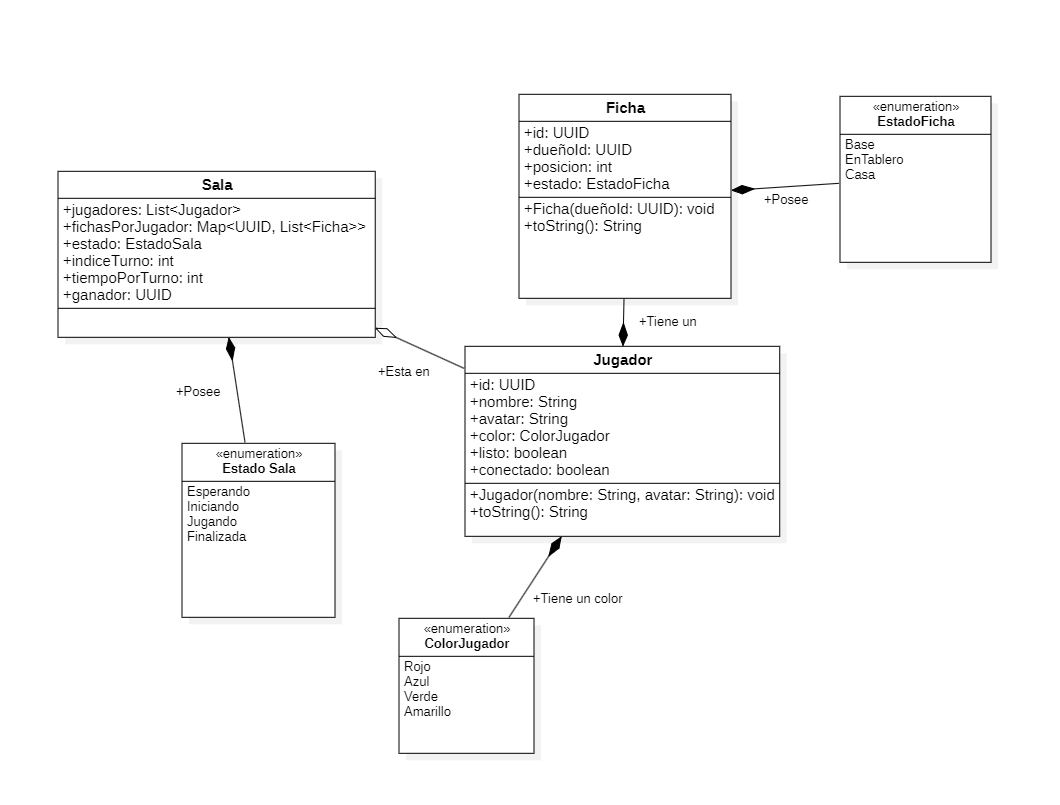 Ficha
+id: UUID
+dueñoId: UUID
+posicion: int
+estado: EstadoFicha
+Ficha(dueñoId: UUID): void
+toString(): String
«enumeration»
EstadoFicha
Base
EnTablero
Casa
+Posee
Sala
+jugadores: List<Jugador>
+fichasPorJugador: Map<UUID, List<Ficha>>
+estado: EstadoSala
+indiceTurno: int
+tiempoPorTurno: int
+ganador: UUID
+Tiene un
+Esta en
+Posee
Jugador
+id: UUID
+nombre: String
+avatar: String
+color: ColorJugador
+listo: boolean
+conectado: boolean
+Jugador(nombre: String, avatar: String): void
+toString(): String
«enumeration»
Estado Sala
Esperando
Iniciando
Jugando
Finalizada
+Tiene un color
«enumeration»
ColorJugador
Rojo
Azul
Verde
Amarillo